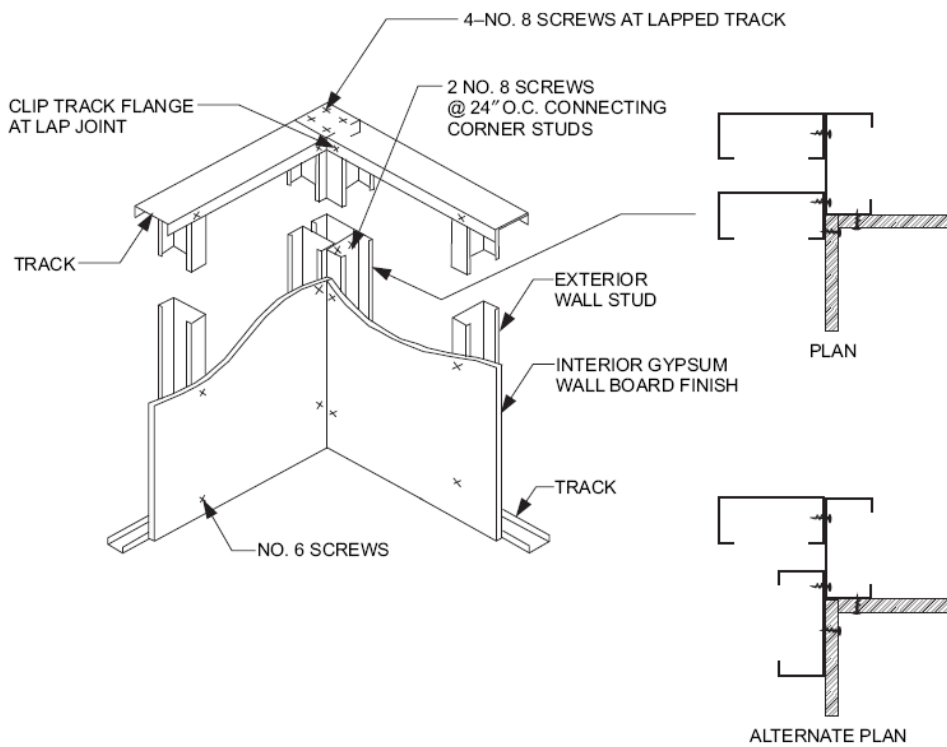 4–NO. 8 SCREWS AT LAPPED TRACK
2 NO. 8 SCREWS
@ 24″ O.C. CONNECTING
CORNER STUDS
CLIP TRACK FLANGE
AT LAP JOINT
TRACK
EXTERIOR
WALL STUD
INTERIOR GYPSUM
WALL BOARD FINISH
TRACK
NO. 6 SCREWS
PLAN
ALTERNATE PLAN